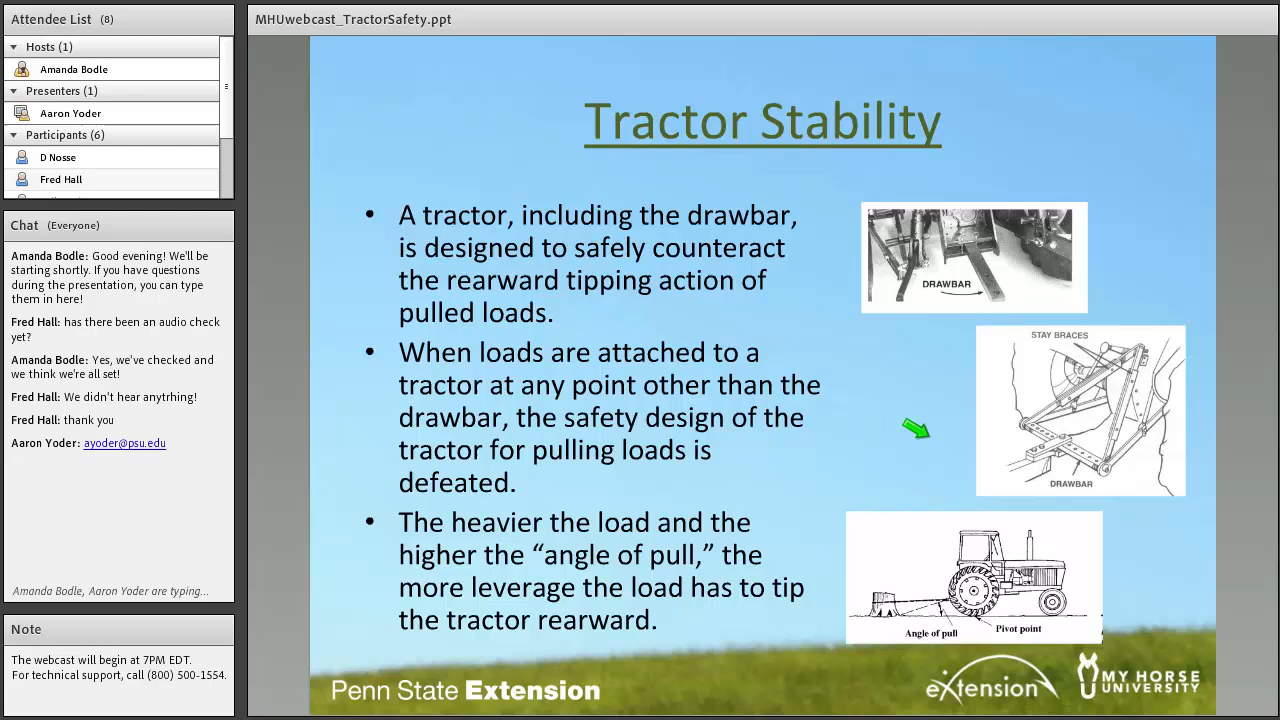 Attendee List (8)
Hosts (1)
Amanda Bodle
Presenters (1)
Aaron Yoder
Participants (6)
D Nosse
Fred Hall
Chat (Everyone)
Amanda Bodle: Good evening! We'll be
starting shortly. If you have questions
during the presentation, you can type
them in here!
Fred Hall: has there been an audio check
yet?
Amanda Bodle: Yes, we've checked and
we think we're all set!
Fred Hall: We didn't hear anytrhing!
Fred Hall: thank you
Aaron Yoder: ayoder@psu.edu
Amanda Bodle, Aaron Yoder are typing...
Note
The webcast will begin at 7PM EDT.
For technical support, call (800) 500-1554.
MHUwebcast_TractorSafety.ppt
Tractor Stability
• A tractor, including the drawbar,
is designed to safely counteract
the rearward tipping action of
pulled loads.
• When loads are attached to a
tractor at any point other than the
drawbar, the safety design of the
tractor for pulling loads is
defeated.
• The heavier the load and the
higher the “angle of pull,” the
more leverage the load has to tip
the tractor rearward.
DRAWBAR
STAY BRACES
DRAWBAR
Angle of pull
Pivot point
Penn State Extension
eXtension
MY HORSE
UNIVERSITY